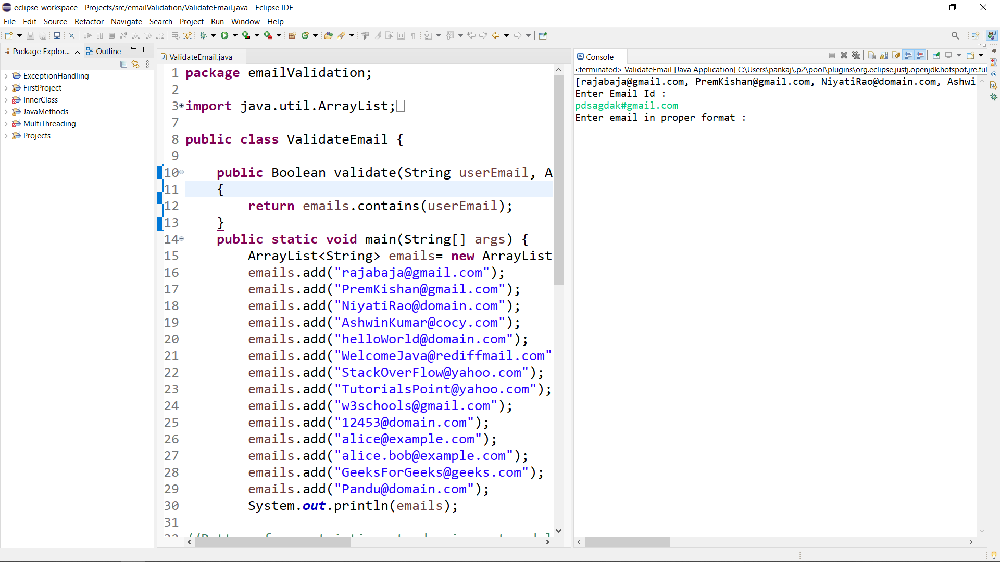 eclipse-workspace - Projects/src/emailValidation/ValidateEmail.java - Eclipse IDE
File Edit Source Refactor Navigate Search Project Run Window Help
Package Explor... Outline
ExceptionHandling
FirstProject
InnerClass
JavaMethods
MultiThreading
Projects
ValidateEmail.java
1 package emailValidation;
2
3 import java.util.ArrayList;
7
8 public class ValidateEmail {
9
10 public Boolean validate(String userEmail, A
11 {
12 return emails.contains(userEmail);
13 }
14 public static void main(String[] args) {
15 ArrayList<String> emails= new ArrayList
16 emails.add("rajabaja@gmail.com");
17 emails.add("PremKishan@gmail.com");
18 emails.add("NiyatiRao@domain.com");
19 emails.add("AshwinKumar@cocy.com");
20 emails.add("helloWorld@domain.com");
21 emails.add("WelcomeJava@rediffmail.com"
22 emails.add("StackOverFlow@yahoo.com");
23 emails.add("TutorialsPoint@yahoo.com");
24 emails.add("w3schools@gmail.com");
25 emails.add("12453@domain.com");
26 emails.add("alice@example.com");
27 emails.add("alice.bob@example.com");
28 emails.add("GeeksForGeeks@geeks.com");
29 emails.add("Pandu@domain.com");
30 System.out.println(emails);
31
Console
<terminated> ValidateEmail [Java Application] C:\Users\pankaj\.p2\pool\plugins\org.eclipse.justj.openjdk.hotspot.jre.ful
[rajabaja@gmail.com, PremKishan@gmail.com, NiyatiRao@domain.com, Ashwi
Enter Email Id :
pdsagdak#gmail.com
Enter email in proper format :